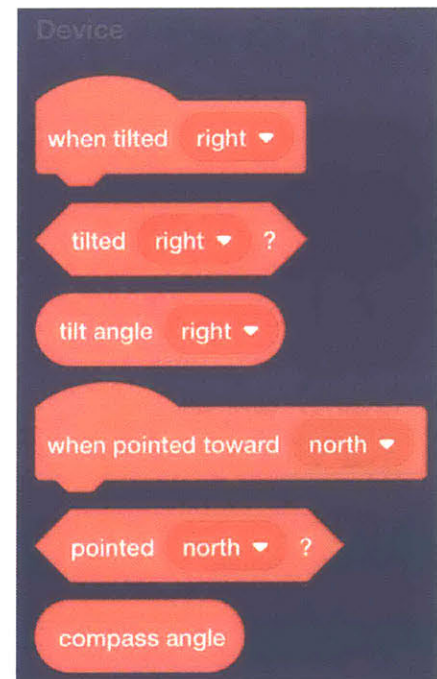 Device
when tilted right
tilted right ?
tilt angle right
when pointed toward north
pointed north ?
compass angle